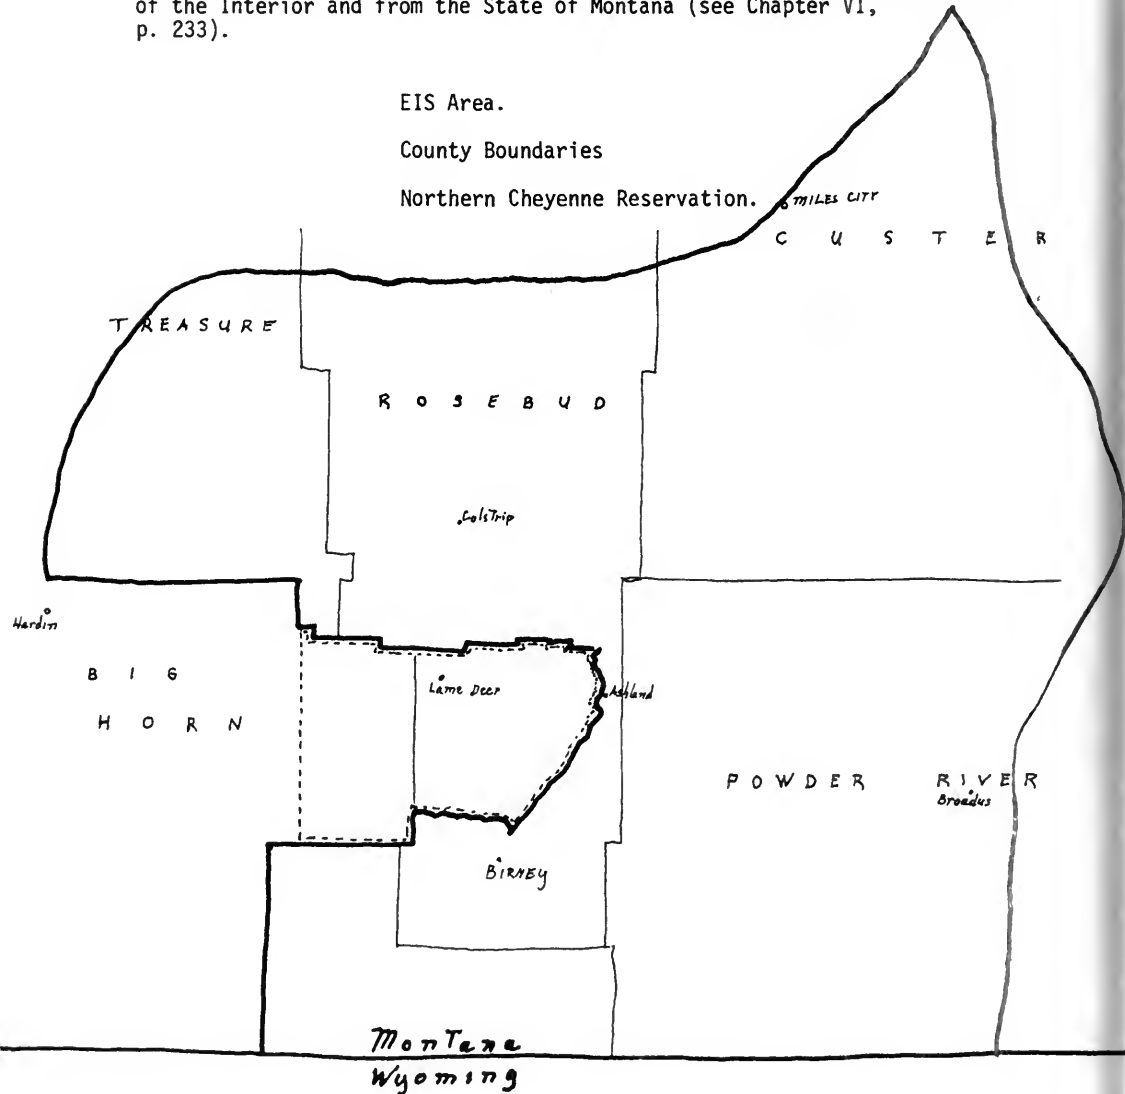 of the Interior and from the State of Montana (see Chapter VI,
p. 233).
EIS Area.
County Boundaries
Northern Cheyenne Reservation.
MILES CITY
C U S T E R
TREASURE
R O S E B U D
ColsTrip
Hardin
B I G
H O R N
Lame Deer
Ashland
POWDER RIVER
Broadus
BIRNEY
MonTana
Wyoming